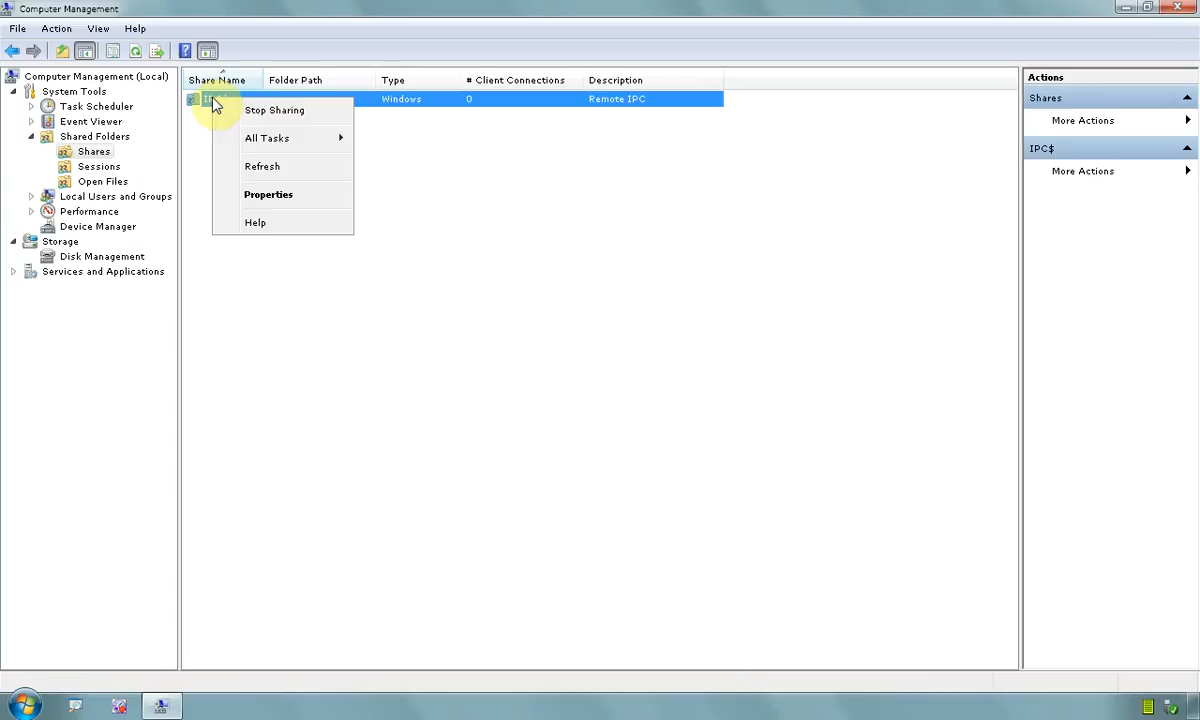 Computer Management
File Action View Help
Share Name Folder Path Type # Client Connections Description
Windows 0 Remote IPC
Stop Sharing
All Tasks
Refresh
Properties
Help
Computer Management (Local)
System Tools
Task Scheduler
Event Viewer
Shared Folders
Shares
Sessions
Open Files
Local Users and Groups
Performance
Device Manager
Storage
Disk Management
Services and Applications
Actions
Shares
More Actions
IPC$
More Actions